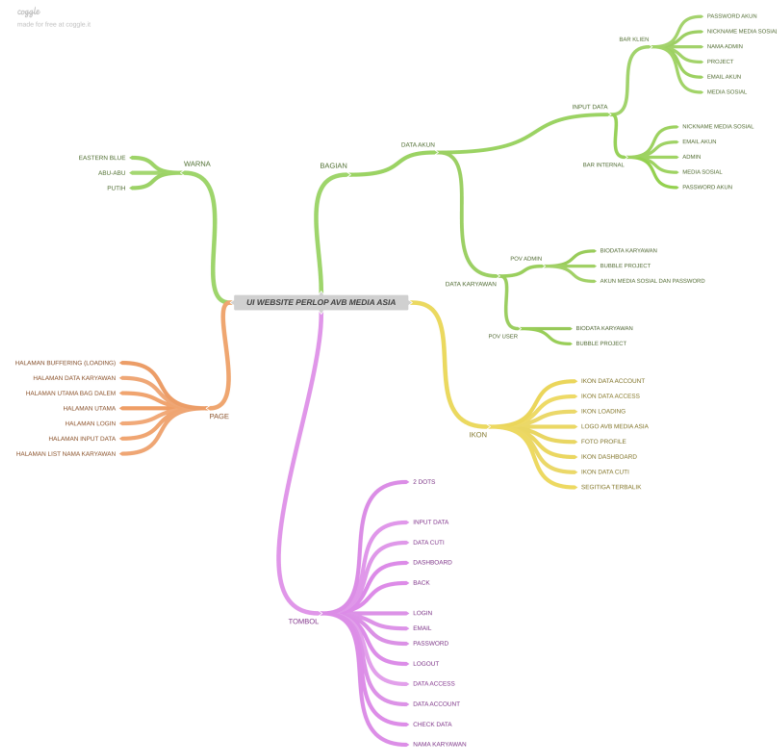 coggle
made for free at coggle.it
UI WEBSITE PERLOP AVB MEDIA ASIA
WARNA
EASTERN BLUE
ABU-ABU
PUTIH
PAGE
HALAMAN BUFFERING (LOADING)
HALAMAN DATA KARYAWAN
HALAMAN UTAMA BAG DALEM
HALAMAN UTAMA
HALAMAN LOGIN
HALAMAN INPUT DATA
HALAMAN LIST NAMA KARYAWAN
BAGIAN
DATA AKUN
INPUT DATA
BAR KLIEN
PASSWORD AKUN
NICKNAME MEDIA SOSIAL
NAMA ADMIN
PROJECT
EMAIL AKUN
MEDIA SOSIAL
BAR INTERNAL
NICKNAME MEDIA SOSIAL
EMAIL AKUN
ADMIN
MEDIA SOSIAL
PASSWORD AKUN
DATA KARYAWAN
POV ADMIN
BIODATA KARYAWAN
BUBBLE PROJECT
AKUN MEDIA SOSIAL DAN PASSWORD
POV USER
BIODATA KARYAWAN
BUBBLE PROJECT
IKON
IKON DATA ACCOUNT
IKON DATA ACCESS
IKON LOADING
LOGO AVB MEDIA ASIA
FOTO PROFILE
IKON DASHBOARD
IKON DATA CUTI
SEGITIGA TERBALIK
TOMBOL
2 DOTS
INPUT DATA
DATA CUTI
DASHBOARD
BACK
LOGIN
EMAIL
PASSWORD
LOGOUT
DATA ACCESS
DATA ACCOUNT
CHECK DATA
NAMA KARYAWAN